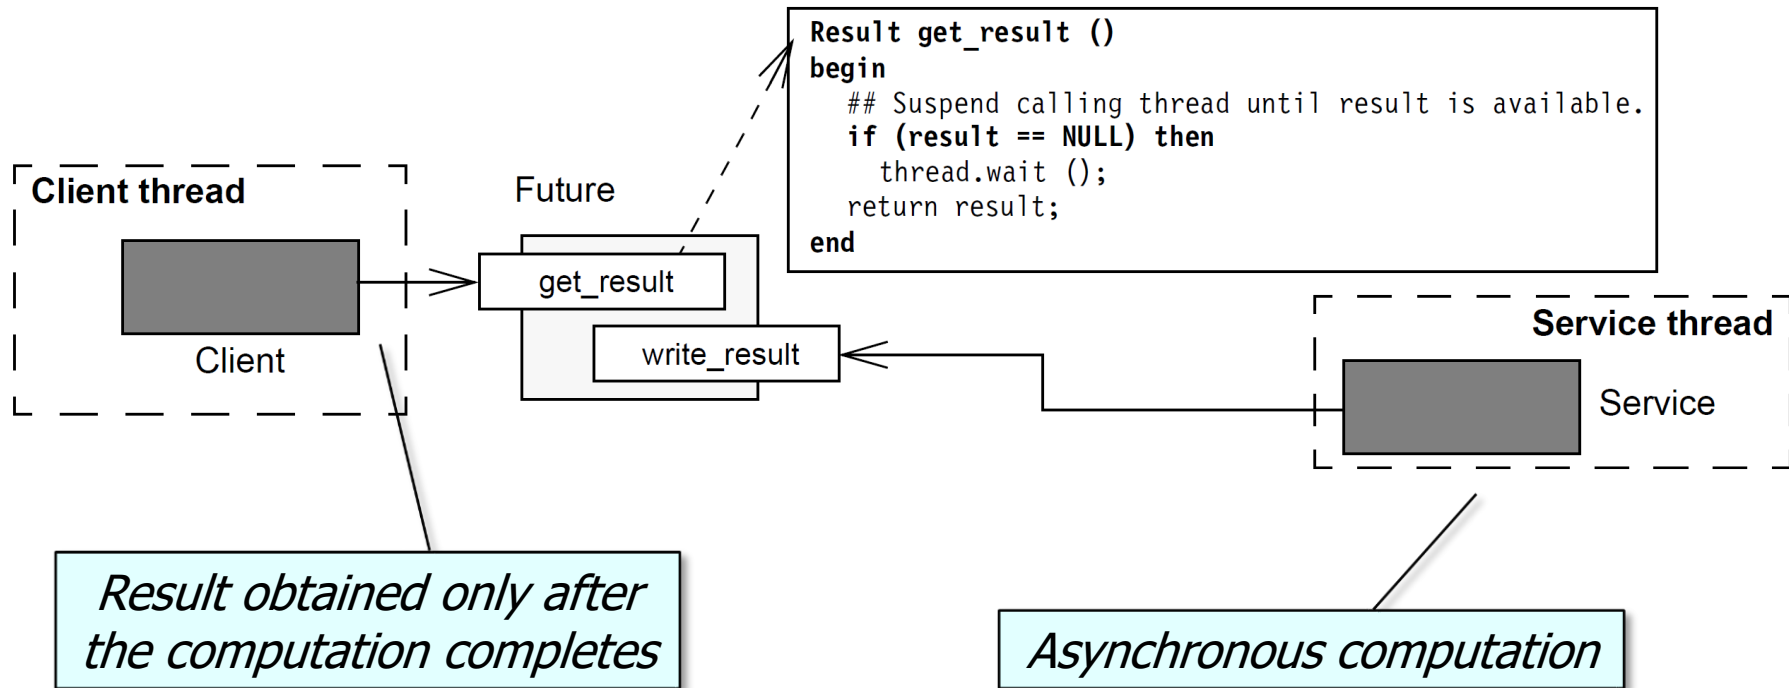 Result get_result ()
begin
## Suspend calling thread until result is available.
if (result == NULL) then
thread.wait ();
return result;
end
Client thread
Future
get_result
Client
write_result
Service thread
Service
Result obtained only after
the computation completes
Asynchronous computation